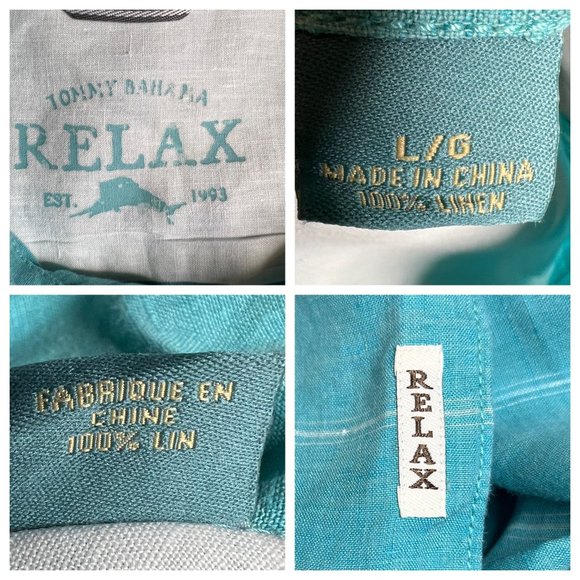 TOMMY BAHAMA
RELAX
EST. 1993
L/G
MADE IN CHINA
100% LINEN
FABRIQUE EN
CHINE
100% LIN
RELAX